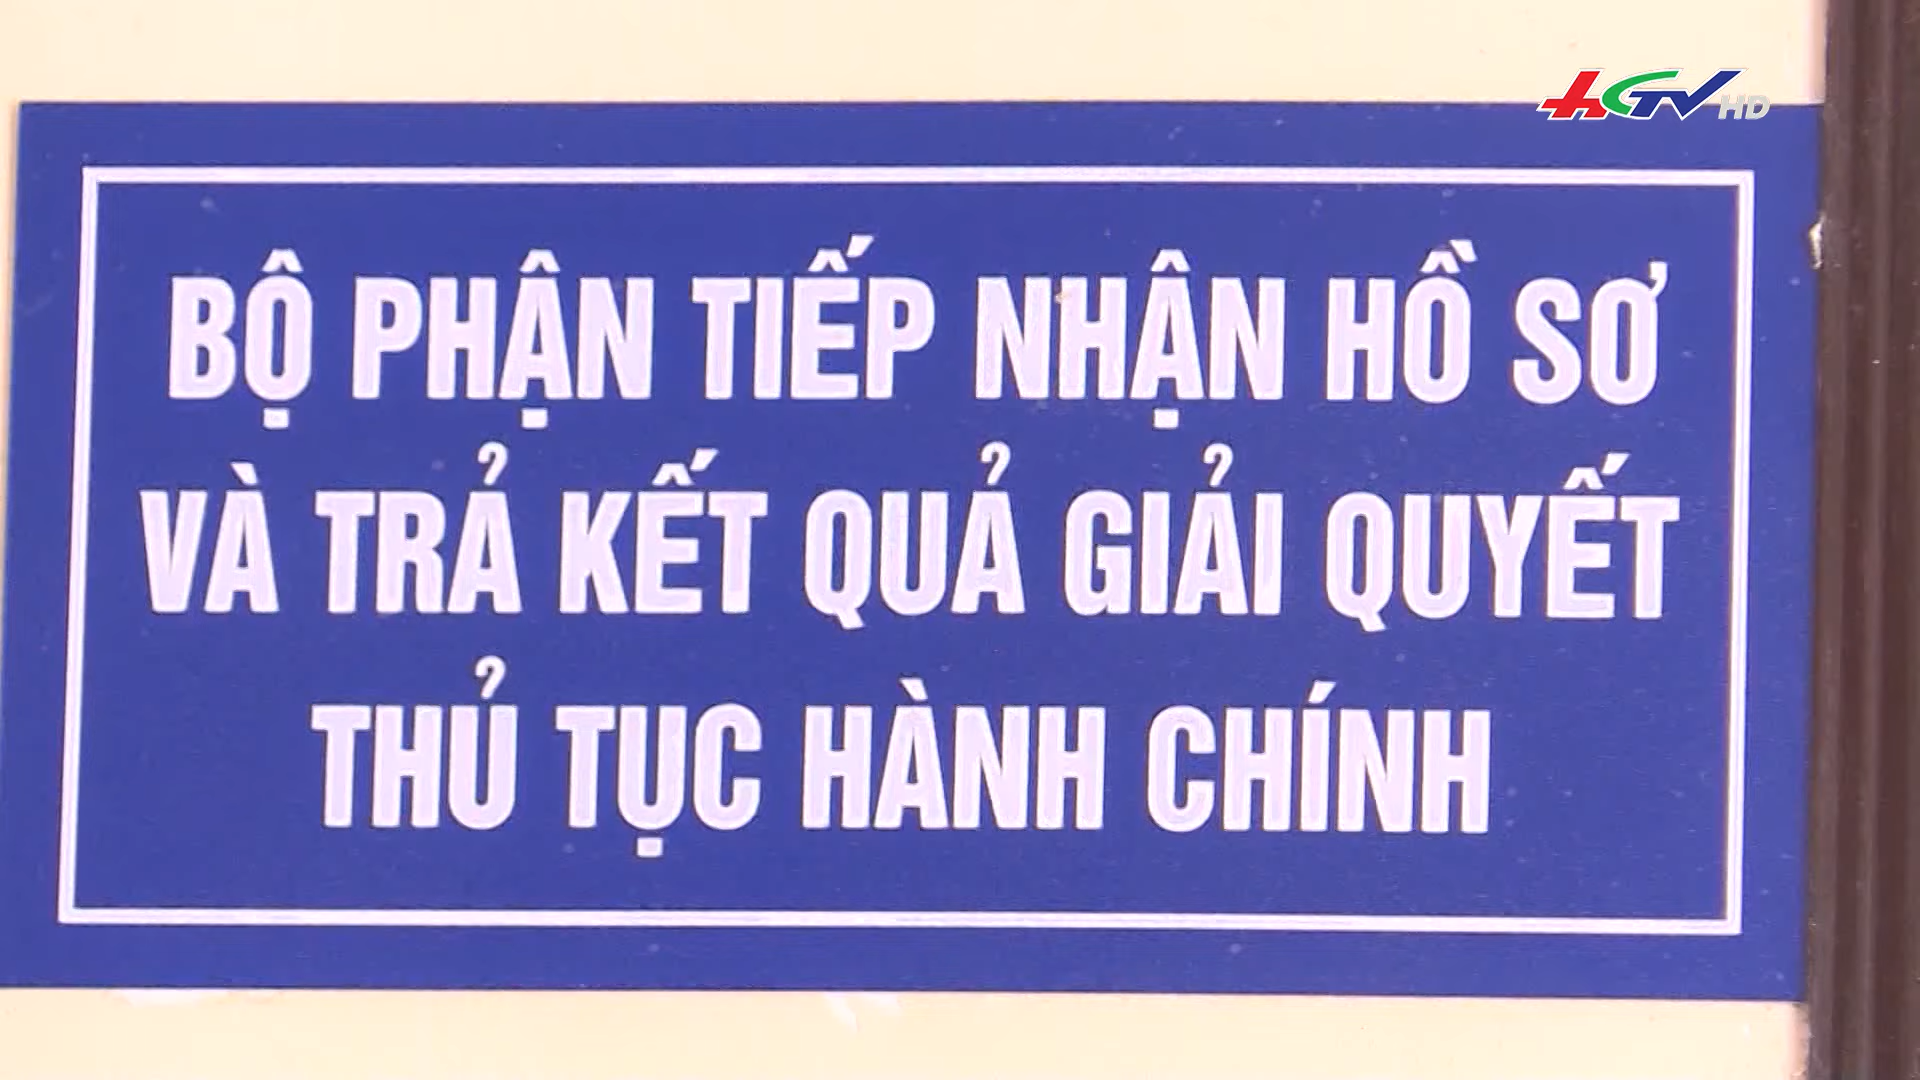 HGTV HD
BỘ PHẬN TIẾP NHẬN HỒ SƠ
VÀ TRẢ KẾT QUẢ GIẢI QUYẾT
THỦ TỤC HÀNH CHÍNH